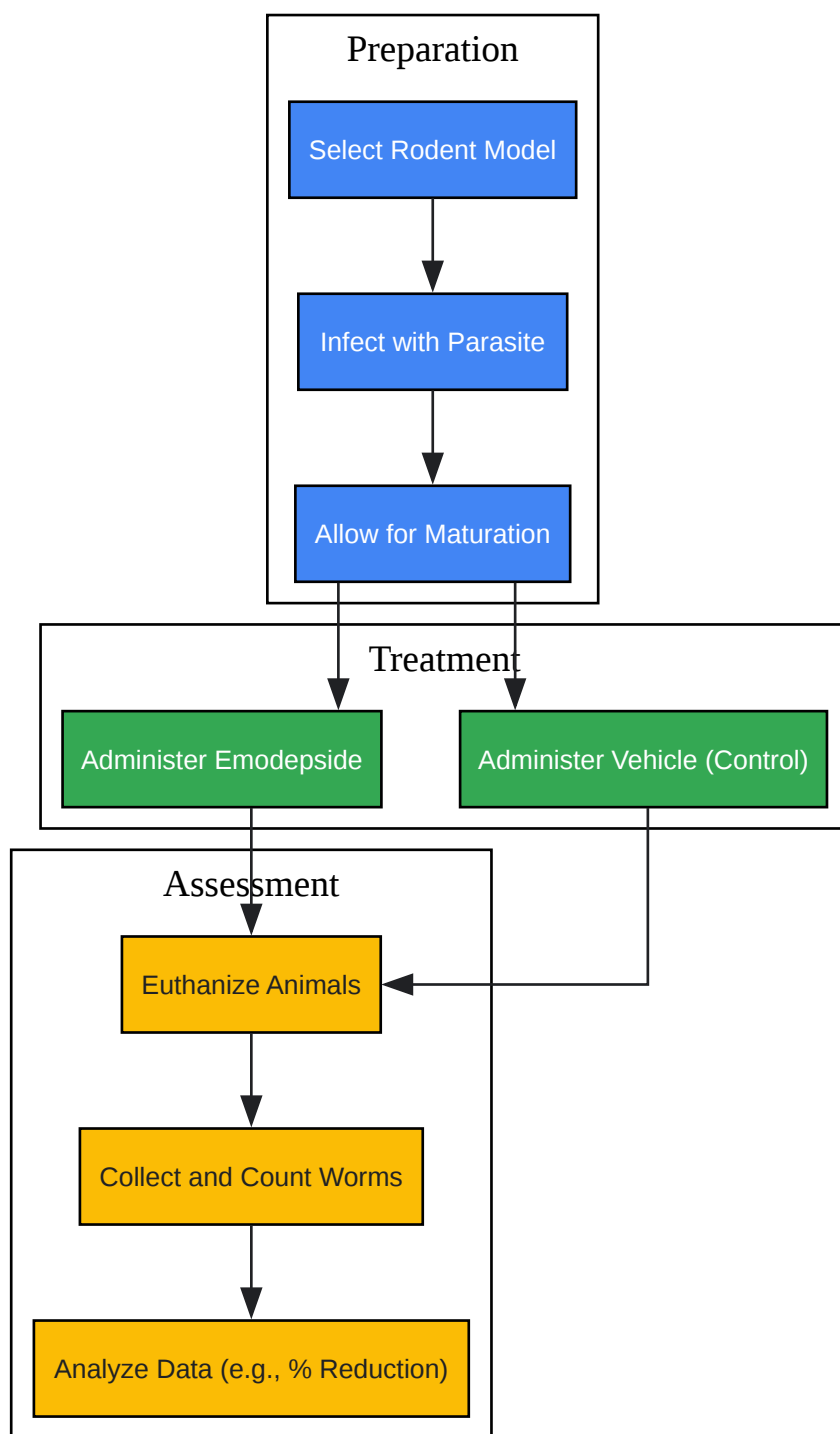 Preparation
Select Rodent Model
Infect with Parasite
Allow for Maturation
Treatment
Administer Emodepside
Administer Vehicle (Control)
Assessment
Euthanize Animals
Collect and Count Worms
Analyze Data (e.g., % Reduction)